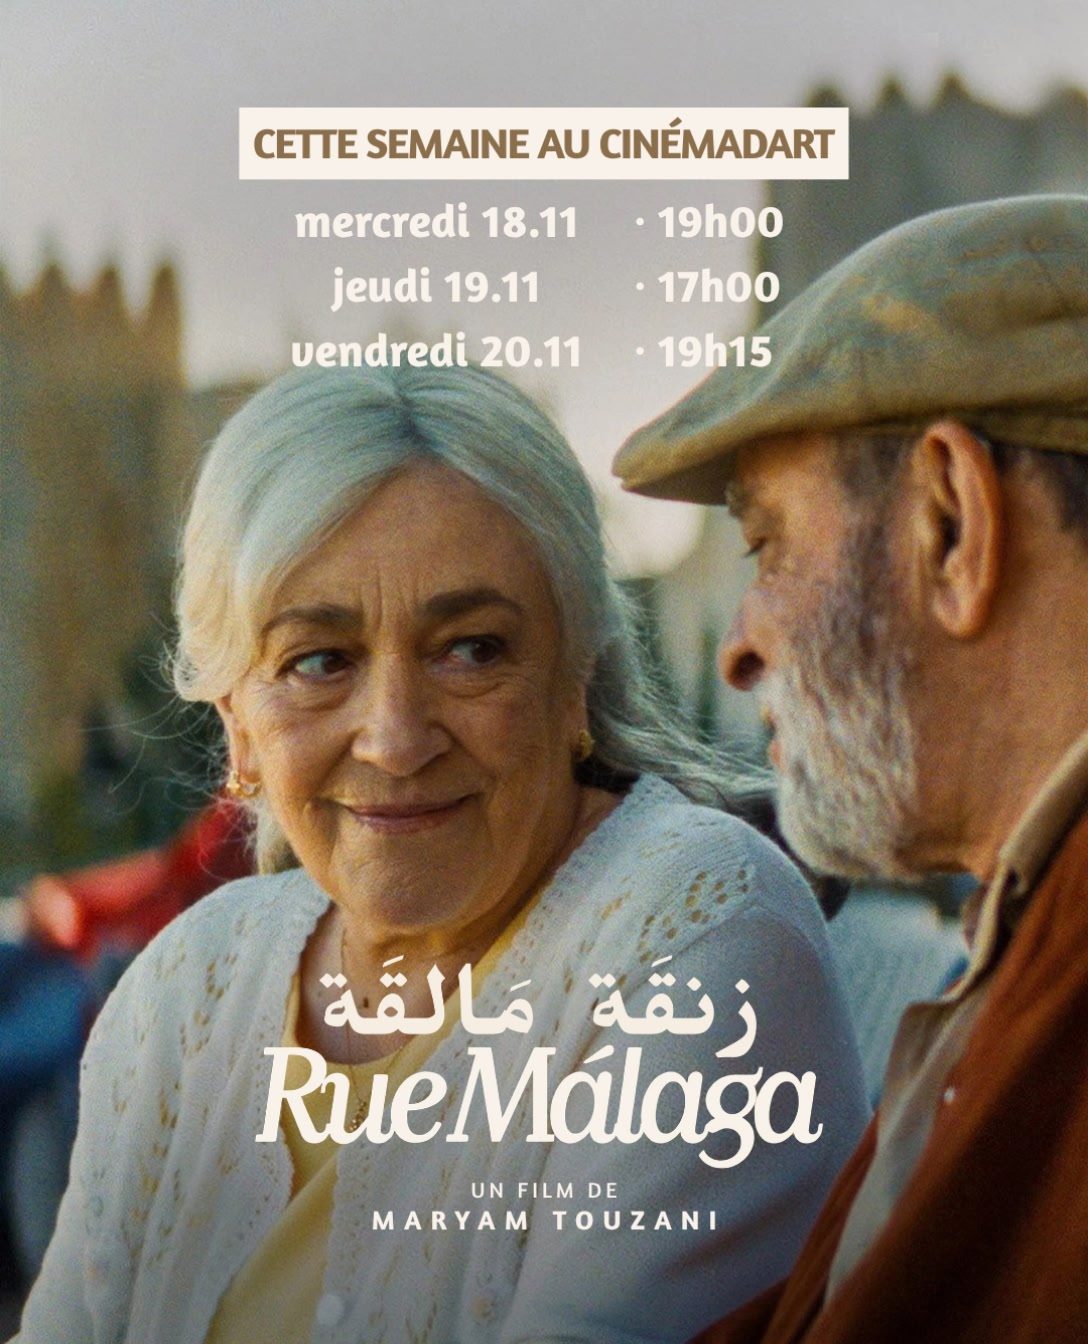 CETTE SEMAINE AU CINÉMADART
mercredi 18.11 · 19h00
jeudi 19.11 · 17h00
vendredi 20.11 · 19h15
زنقَة مَالقَة
Rue Málaga
UN FILM DE
MARYAM TOUZANI